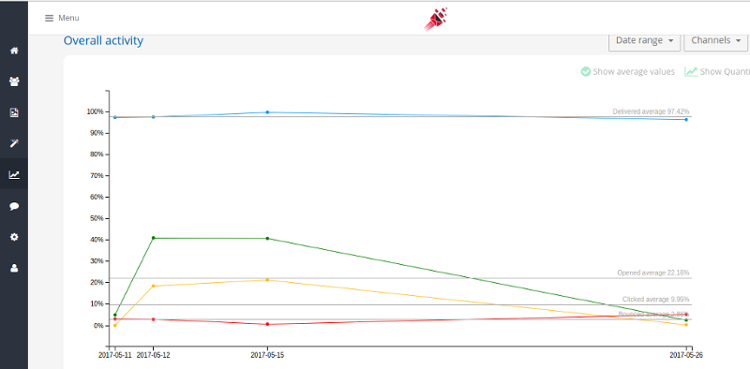 Menu
Overall activity
Date range
Channels
Show average values
Show Quanti
100%
Delivered average 97.42%
90%
80%
70%
60%
50%
40%
30%
Opened average 22.16%
20%
Clicked average 9.95%
10%
0%
2017-05-11 2017-05-12 2017-05-15 2017-05-26